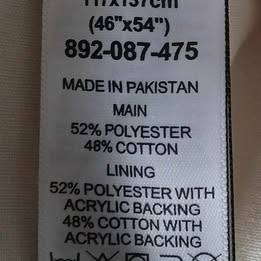 117x137cm
(46"x54")
892-087-475
MADE IN PAKISTAN
MAIN
52% POLYESTER
48% COTTON
LINING
52% POLYESTER WITH
ACRYLIC BACKING
48% COTTON WITH
ACRYLIC BACKING